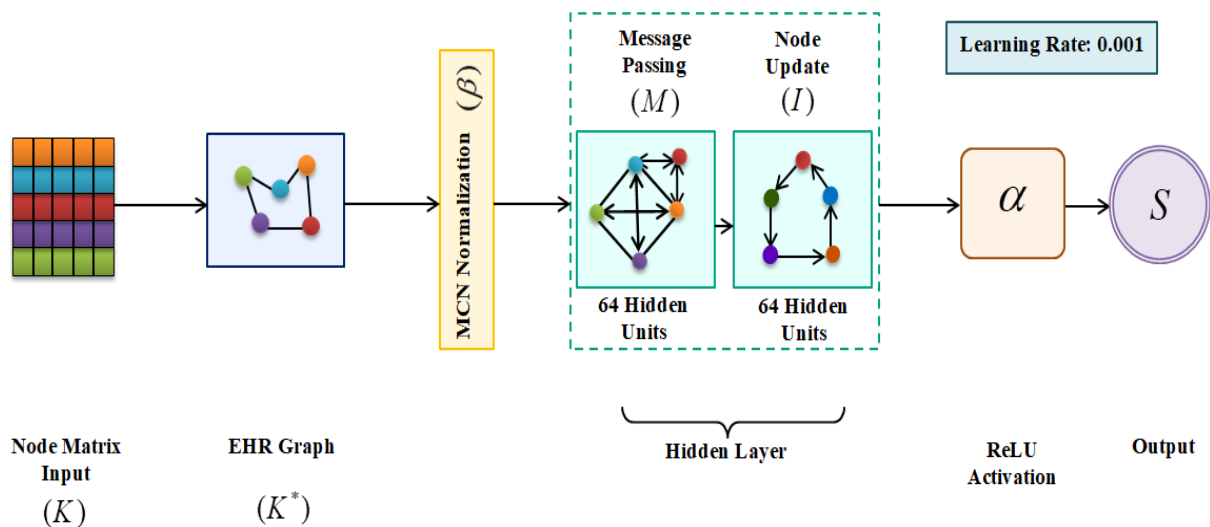 Message
Passing
(M)
Node
Update
(I)
Learning Rate: 0.001
MCN Normalization (β)
α
S
64 Hidden
Units
64 Hidden
Units
Hidden Layer
Node Matrix
Input
(K)
EHR Graph
(K*)
ReLU
Activation
Output